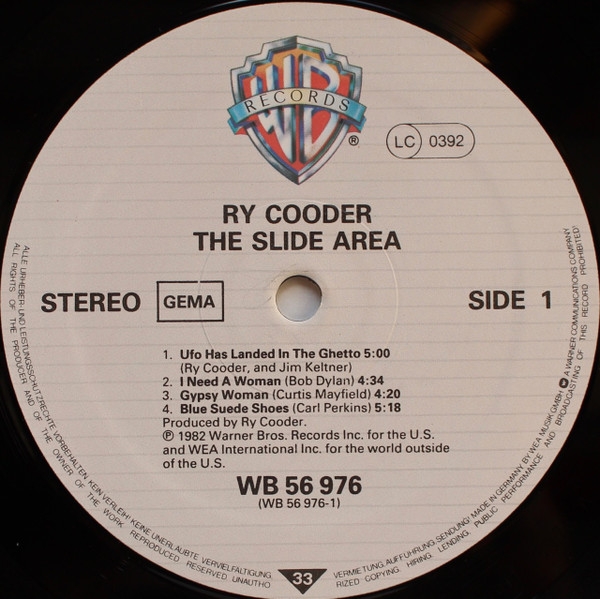 WB
RECORDS
®
LC 0392
RY COODER
THE SLIDE AREA
STEREO GEMA
SIDE 1
1. Ufo Has Landed In The Ghetto 5:00
(Ry Cooder, and Jim Keltner)
2. I Need A Woman (Bob Dylan) 4:34
3. Gypsy Woman (Curtis Mayfield) 4:20
4. Blue Suede Shoes (Carl Perkins) 5:18
Produced by Ry Cooder.
℗ 1982 Warner Bros. Records Inc. for the U.S.
and WEA International Inc. for the world outside
of the U.S.
WB 56 976
(WB 56 976-1)
33
ALLE URHEBER- UND LEISTUNGSSCHUTZRECHTE VORBEHALTEN. KEIN VERLEIH! KEINE UNERLAUBTE VERVIELFÄLTIGUNG,
VERMIETUNG, AUFFÜHRUNG, SENDUNG! MADE IN GERMANY BY WEA MUSIK GMBH A WARNER COMMUNICATIONS COMPANY
ALL RIGHTS OF THE PRODUCER AND OF THE OWNER OF THE WORK REPRODUCED RESERVED. UNAUTHO
RIZED COPYING, HIRING, LENDING, PUBLIC PERFORMANCE AND BROADCASTING OF THIS RECORD PROHIBITED!